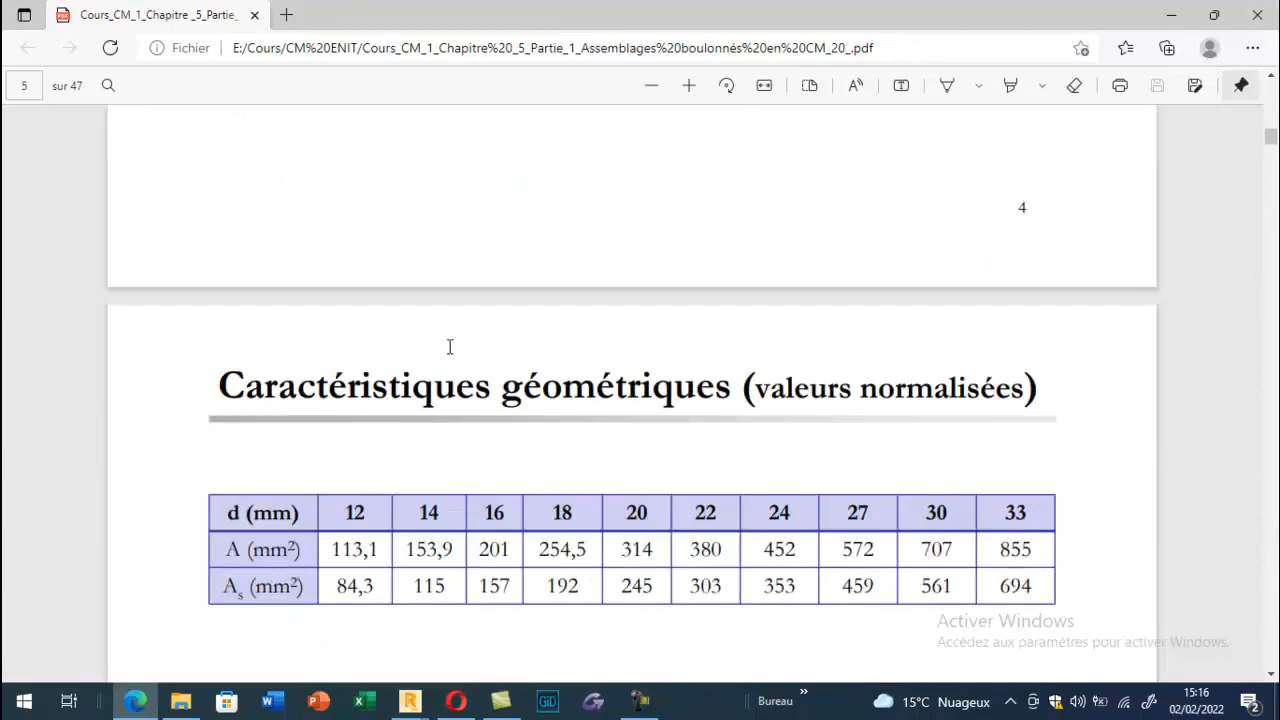 Cours_CM_1_Chapitre _5_Partie_
Fichier E:/Cours/CM%20ENIT/Cours_CM_1_Chapitre%20_5_Partie_1_Assemblages%20boulonnés%20en%20CM_20_.pdf
5 sur 47
4
Caractéristiques géométriques (valeurs normalisées)
d (mm) 12 14 16 18 20 22 24 27 30 33
A (mm²) 113,1 153,9 201 254,5 314 380 452 572 707 855
As (mm²) 84,3 115 157 192 245 303 353 459 561 694
Activer Windows
Accédez aux paramètres pour activer Windows.
Bureau » 15°C Nuageux 15:16
02/02/2022 2